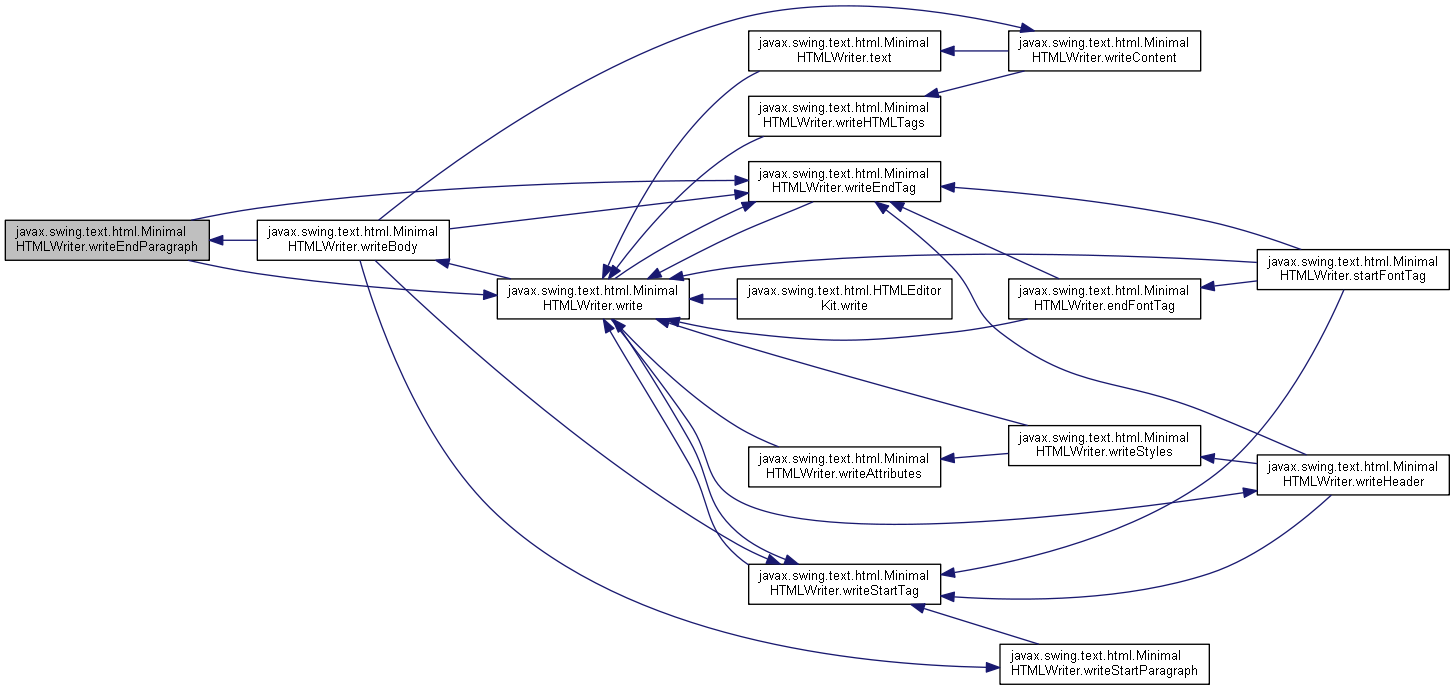 javax.swing.text.html.Minimal
HTMLWriter.text
javax.swing.text.html.Minimal
HTMLWriter.writeContent
javax.swing.text.html.Minimal
HTMLWriter.writeHTMLTags
javax.swing.text.html.Minimal
HTMLWriter.writeEndTag
javax.swing.text.html.Minimal
HTMLWriter.writeEndParagraph
javax.swing.text.html.Minimal
HTMLWriter.writeBody
javax.swing.text.html.Minimal
HTMLWriter.startFontTag
javax.swing.text.html.Minimal
HTMLWriter.write
javax.swing.text.html.HTMLEditor
Kit.write
javax.swing.text.html.Minimal
HTMLWriter.endFontTag
javax.swing.text.html.Minimal
HTMLWriter.writeStyles
javax.swing.text.html.Minimal
HTMLWriter.writeAttributes
javax.swing.text.html.Minimal
HTMLWriter.writeHeader
javax.swing.text.html.Minimal
HTMLWriter.writeStartTag
javax.swing.text.html.Minimal
HTMLWriter.writeStartParagraph